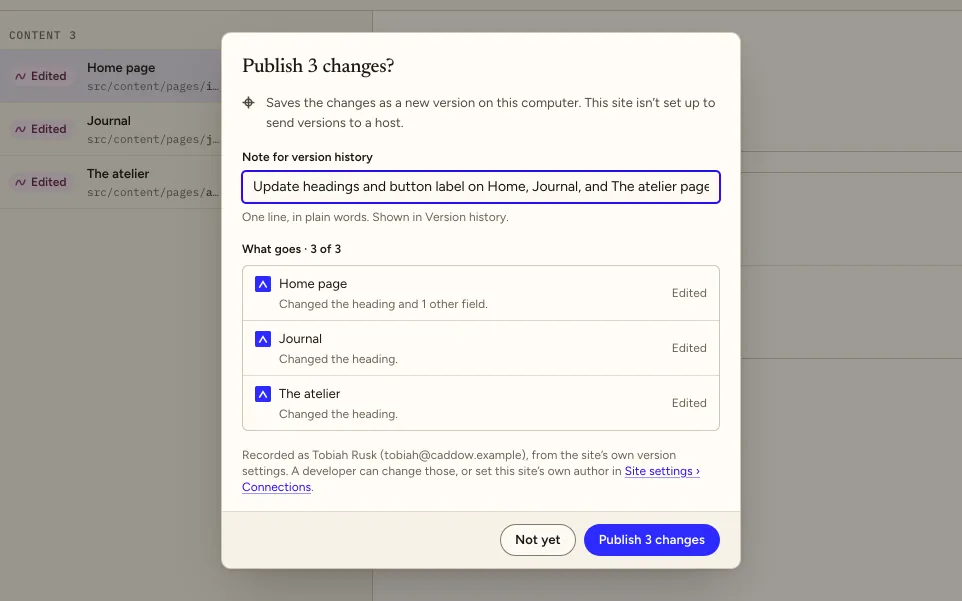 CONTENT 3
Edited
Home page
src/content/pages/i…
Edited
Journal
src/content/pages/j…
Edited
The atelier
src/content/pages/a…
Publish 3 changes?
Saves the changes as a new version on this computer. This site isn’t set up to
send versions to a host.
Note for version history
Update headings and button label on Home, Journal, and The atelier page
One line, in plain words. Shown in Version history.
What goes · 3 of 3
Home page
Changed the heading and 1 other field.
Edited
Journal
Changed the heading.
Edited
The atelier
Changed the heading.
Edited
Recorded as Tobiah Rusk (tobiah@caddow.example), from the site’s own version
settings. A developer can change those, or set this site’s own author in Site settings ›
Connections.
Not yet
Publish 3 changes